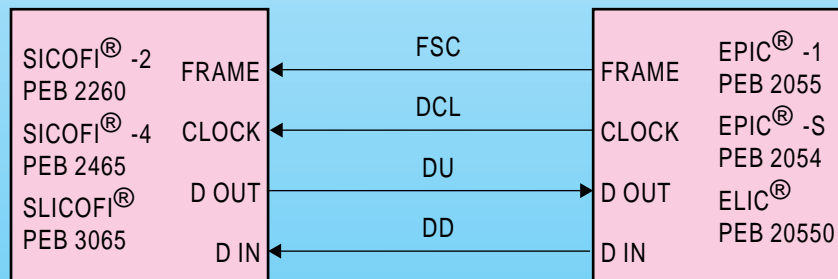 SICOFI® -2
PEB 2260
SICOFI® -4
PEB 2465
SLICOFI®
PEB 3065
FRAME
CLOCK
D OUT
D IN
FSC
DCL
DU
DD
FRAME
CLOCK
D OUT
D IN
EPIC® -1
PEB 2055
EPIC® -S
PEB 2054
ELIC®
PEB 20550